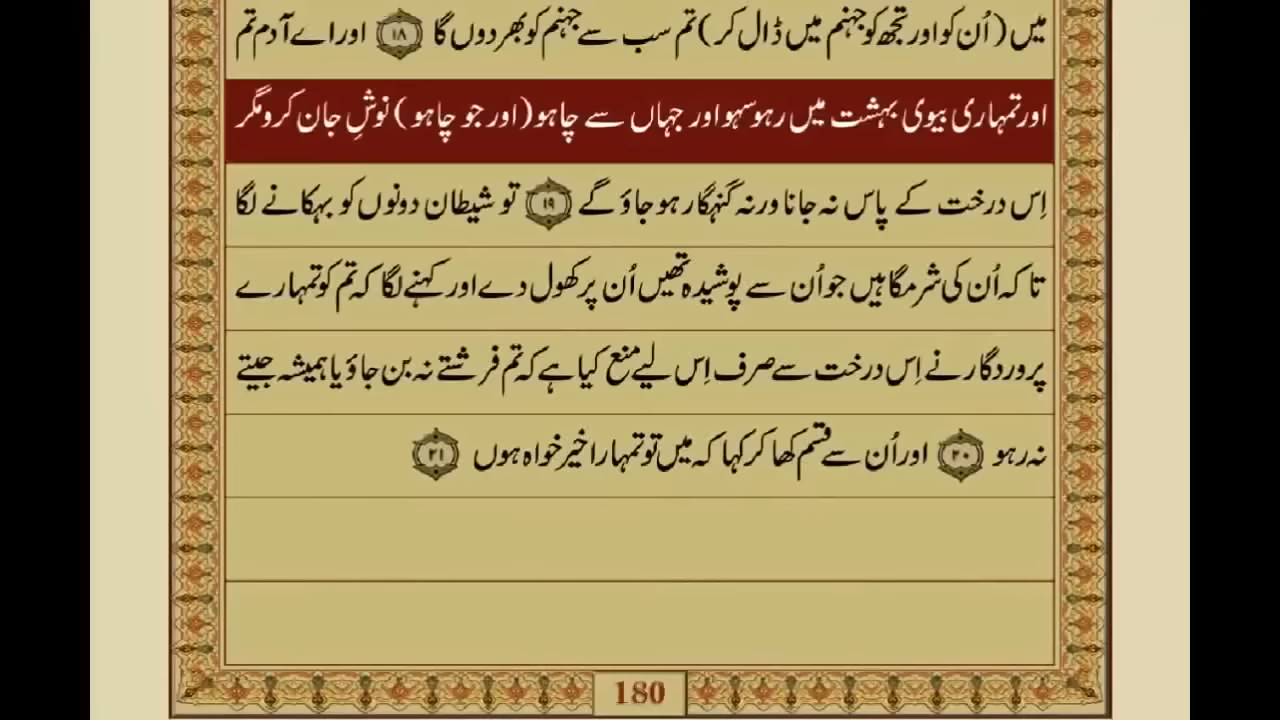 میں (اُن کو اور تجھ کو جہنم میں ڈال کر) تم سب سے جہنم کو بھر دوں گا ۱۸ اور اے آدم تم
اور تمہاری بیوی بہشت میں رہو سہو اور جہاں سے چاہو (اور جو چاہو) نوشِ جان کرو مگر
اِس درخت کے پاس نہ جانا ورنہ گنہگار ہو جاؤ گے ۱۹ تو شیطان دونوں کو بہکانے لگا
تاکہ اُن کی شرمگاہیں جو اُن سے پوشیدہ تھیں اُن پر کھول دے اور کہنے لگا کہ تم کو تمہارے
پروردگار نے اِس درخت سے صرف اِس لیے منع کیا ہے کہ تم فرشتے نہ بن جاؤ یا ہمیشہ جیتے
نہ رہو ۲۰ اور اُن سے قسم کھا کر کہا کہ میں تو تمہارا خیر خواہ ہوں ۲۱
180